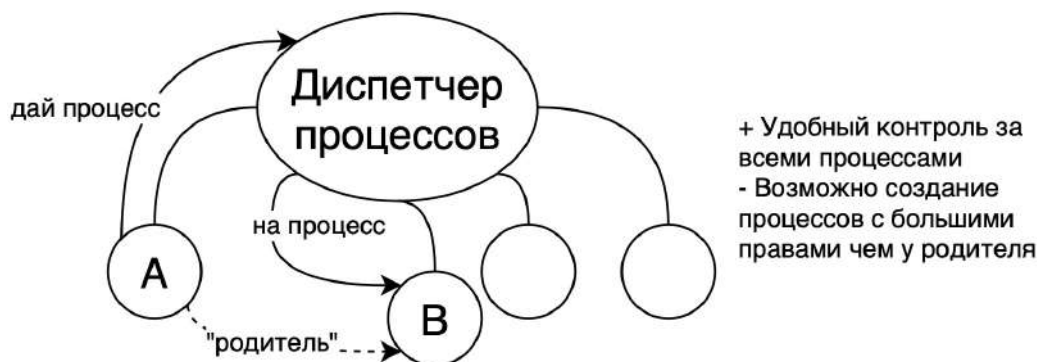 Диспетчер
процессов
дай процесс
на процесс
A
B
"родитель"
+ Удобный контроль за
всеми процессами
- Возможно создание
процессов с большими
правами чем у родителя